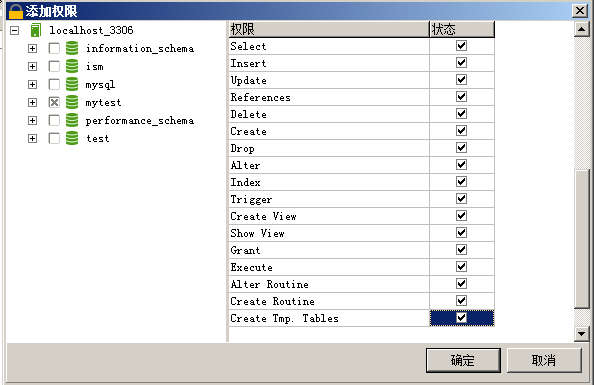 添加权限
localhost_3306
information_schema
ism
mysql
mytest
performance_schema
test
权限 状态
Select
Insert
Update
References
Delete
Create
Drop
Alter
Index
Trigger
Create View
Show View
Grant
Execute
Alter Routine
Create Routine
Create Tmp. Tables
确定 取消